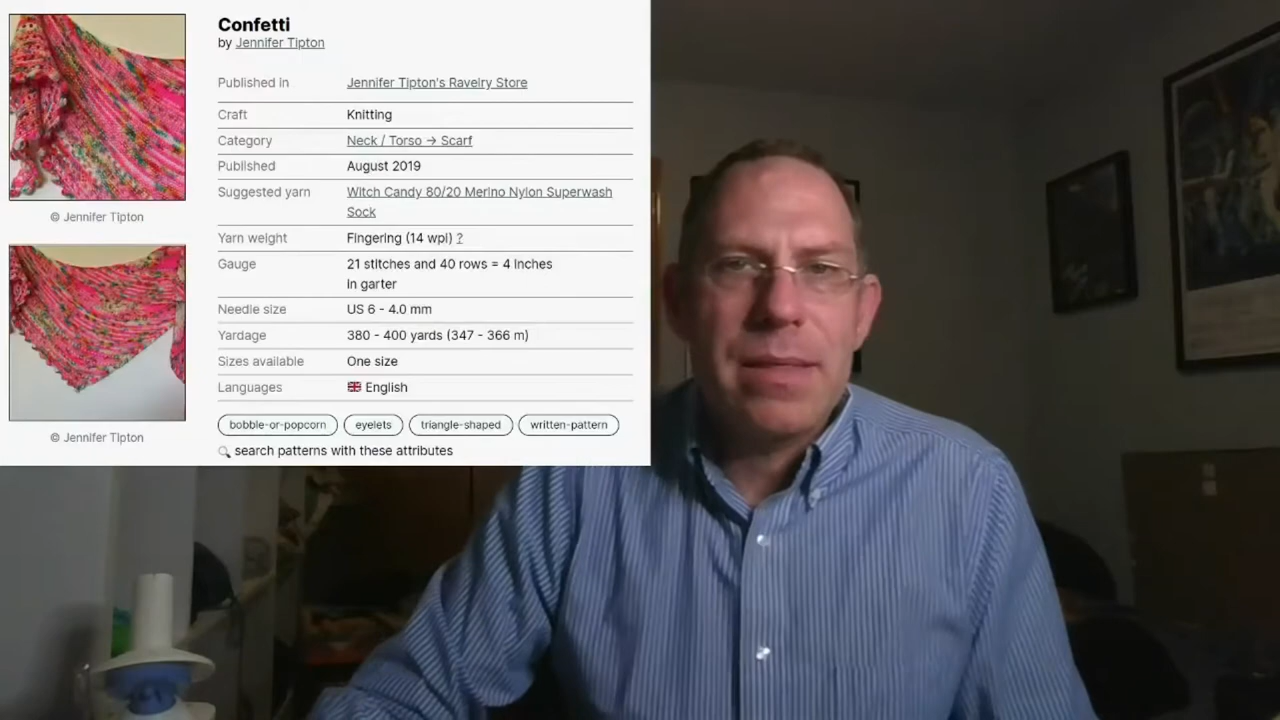 Confetti
by Jennifer Tipton
Published in Jennifer Tipton's Ravelry Store
Craft Knitting
Category Neck / Torso → Scarf
Published August 2019
Suggested yarn Witch Candy 80/20 Merino Nylon Superwash
Sock
Yarn weight Fingering (14 wpi) ?
Gauge 21 stitches and 40 rows = 4 inches
in garter
Needle size US 6 - 4.0 mm
Yardage 380 - 400 yards (347 - 366 m)
Sizes available One size
Languages English
bobble-or-popcorn eyelets triangle-shaped written-pattern
search patterns with these attributes
© Jennifer Tipton
© Jennifer Tipton